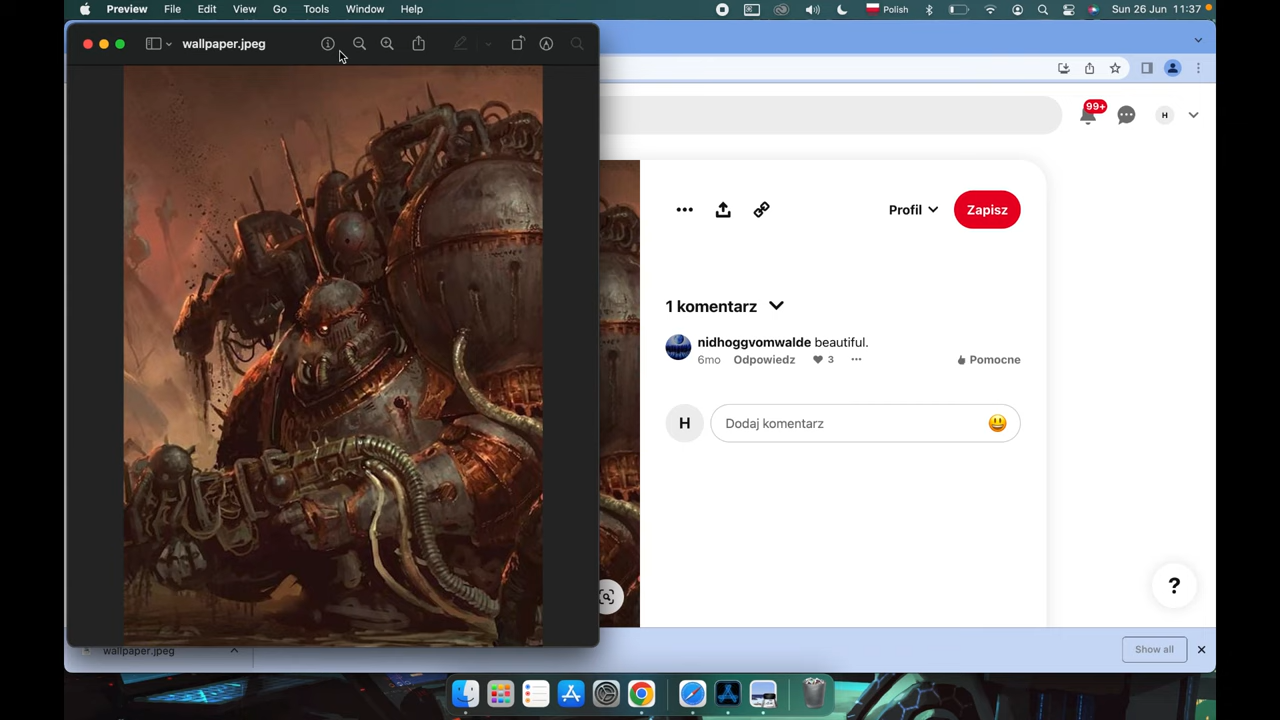 Preview File Edit View Go Tools Window Help Polish Sun 26 Jun 11:37
wallpaper.jpeg
99+
H
Profil Zapisz
1 komentarz
nidhoggvomwalde beautiful.
6mo Odpowiedz 3 Pomocne
H Dodaj komentarz
?
wallpaper.jpeg Show all